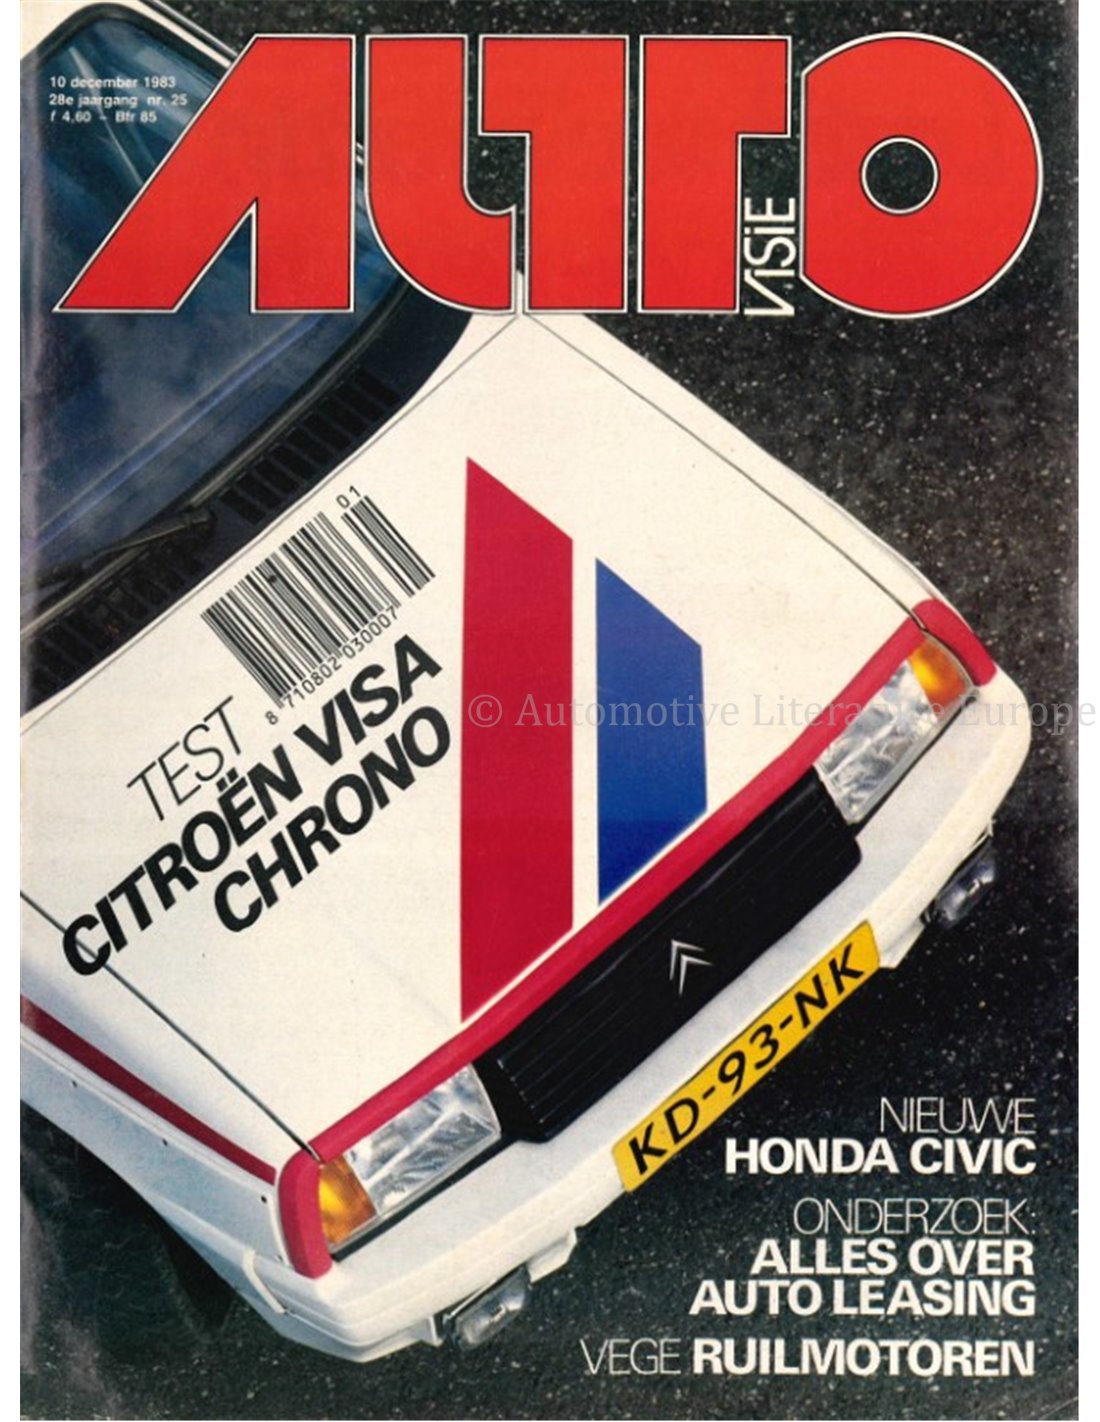 10 december 1983
28e jaargang nr. 25
f 4,60 - Bfr 85
AUTO
VISIE
01
8 710802 030007
TEST
CITROËN VISA
CHRONO
© Automotive Literature Europe
KD-93-NK
NIEUWE
HONDA CIVIC
ONDERZOEK:
ALLES OVER
AUTO LEASING
VEGE RUILMOTOREN